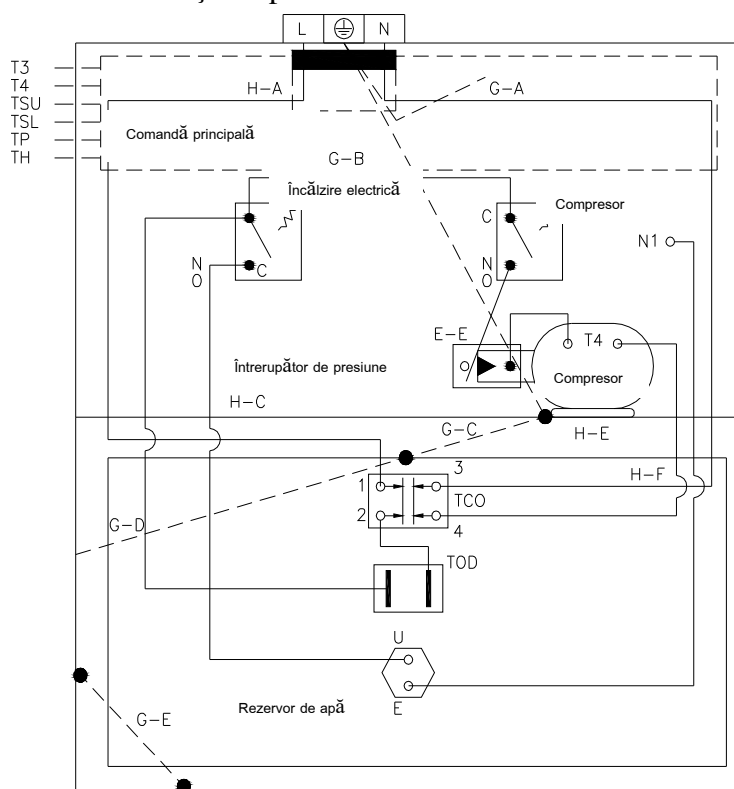 L N
T3
T4
TSU
TSL
TP
TH
H-A
G-A
Comandă principală
G-B
Încălzire electrică
Compresor
C
N
O
C
N
O
N1
E-E
T4
Întrerupător de presiune
Compresor
H-C
G-C
H-E
3
H-F
1
TCO
G-D
2
4
TOD
U
E
Rezervor de apă
G-E